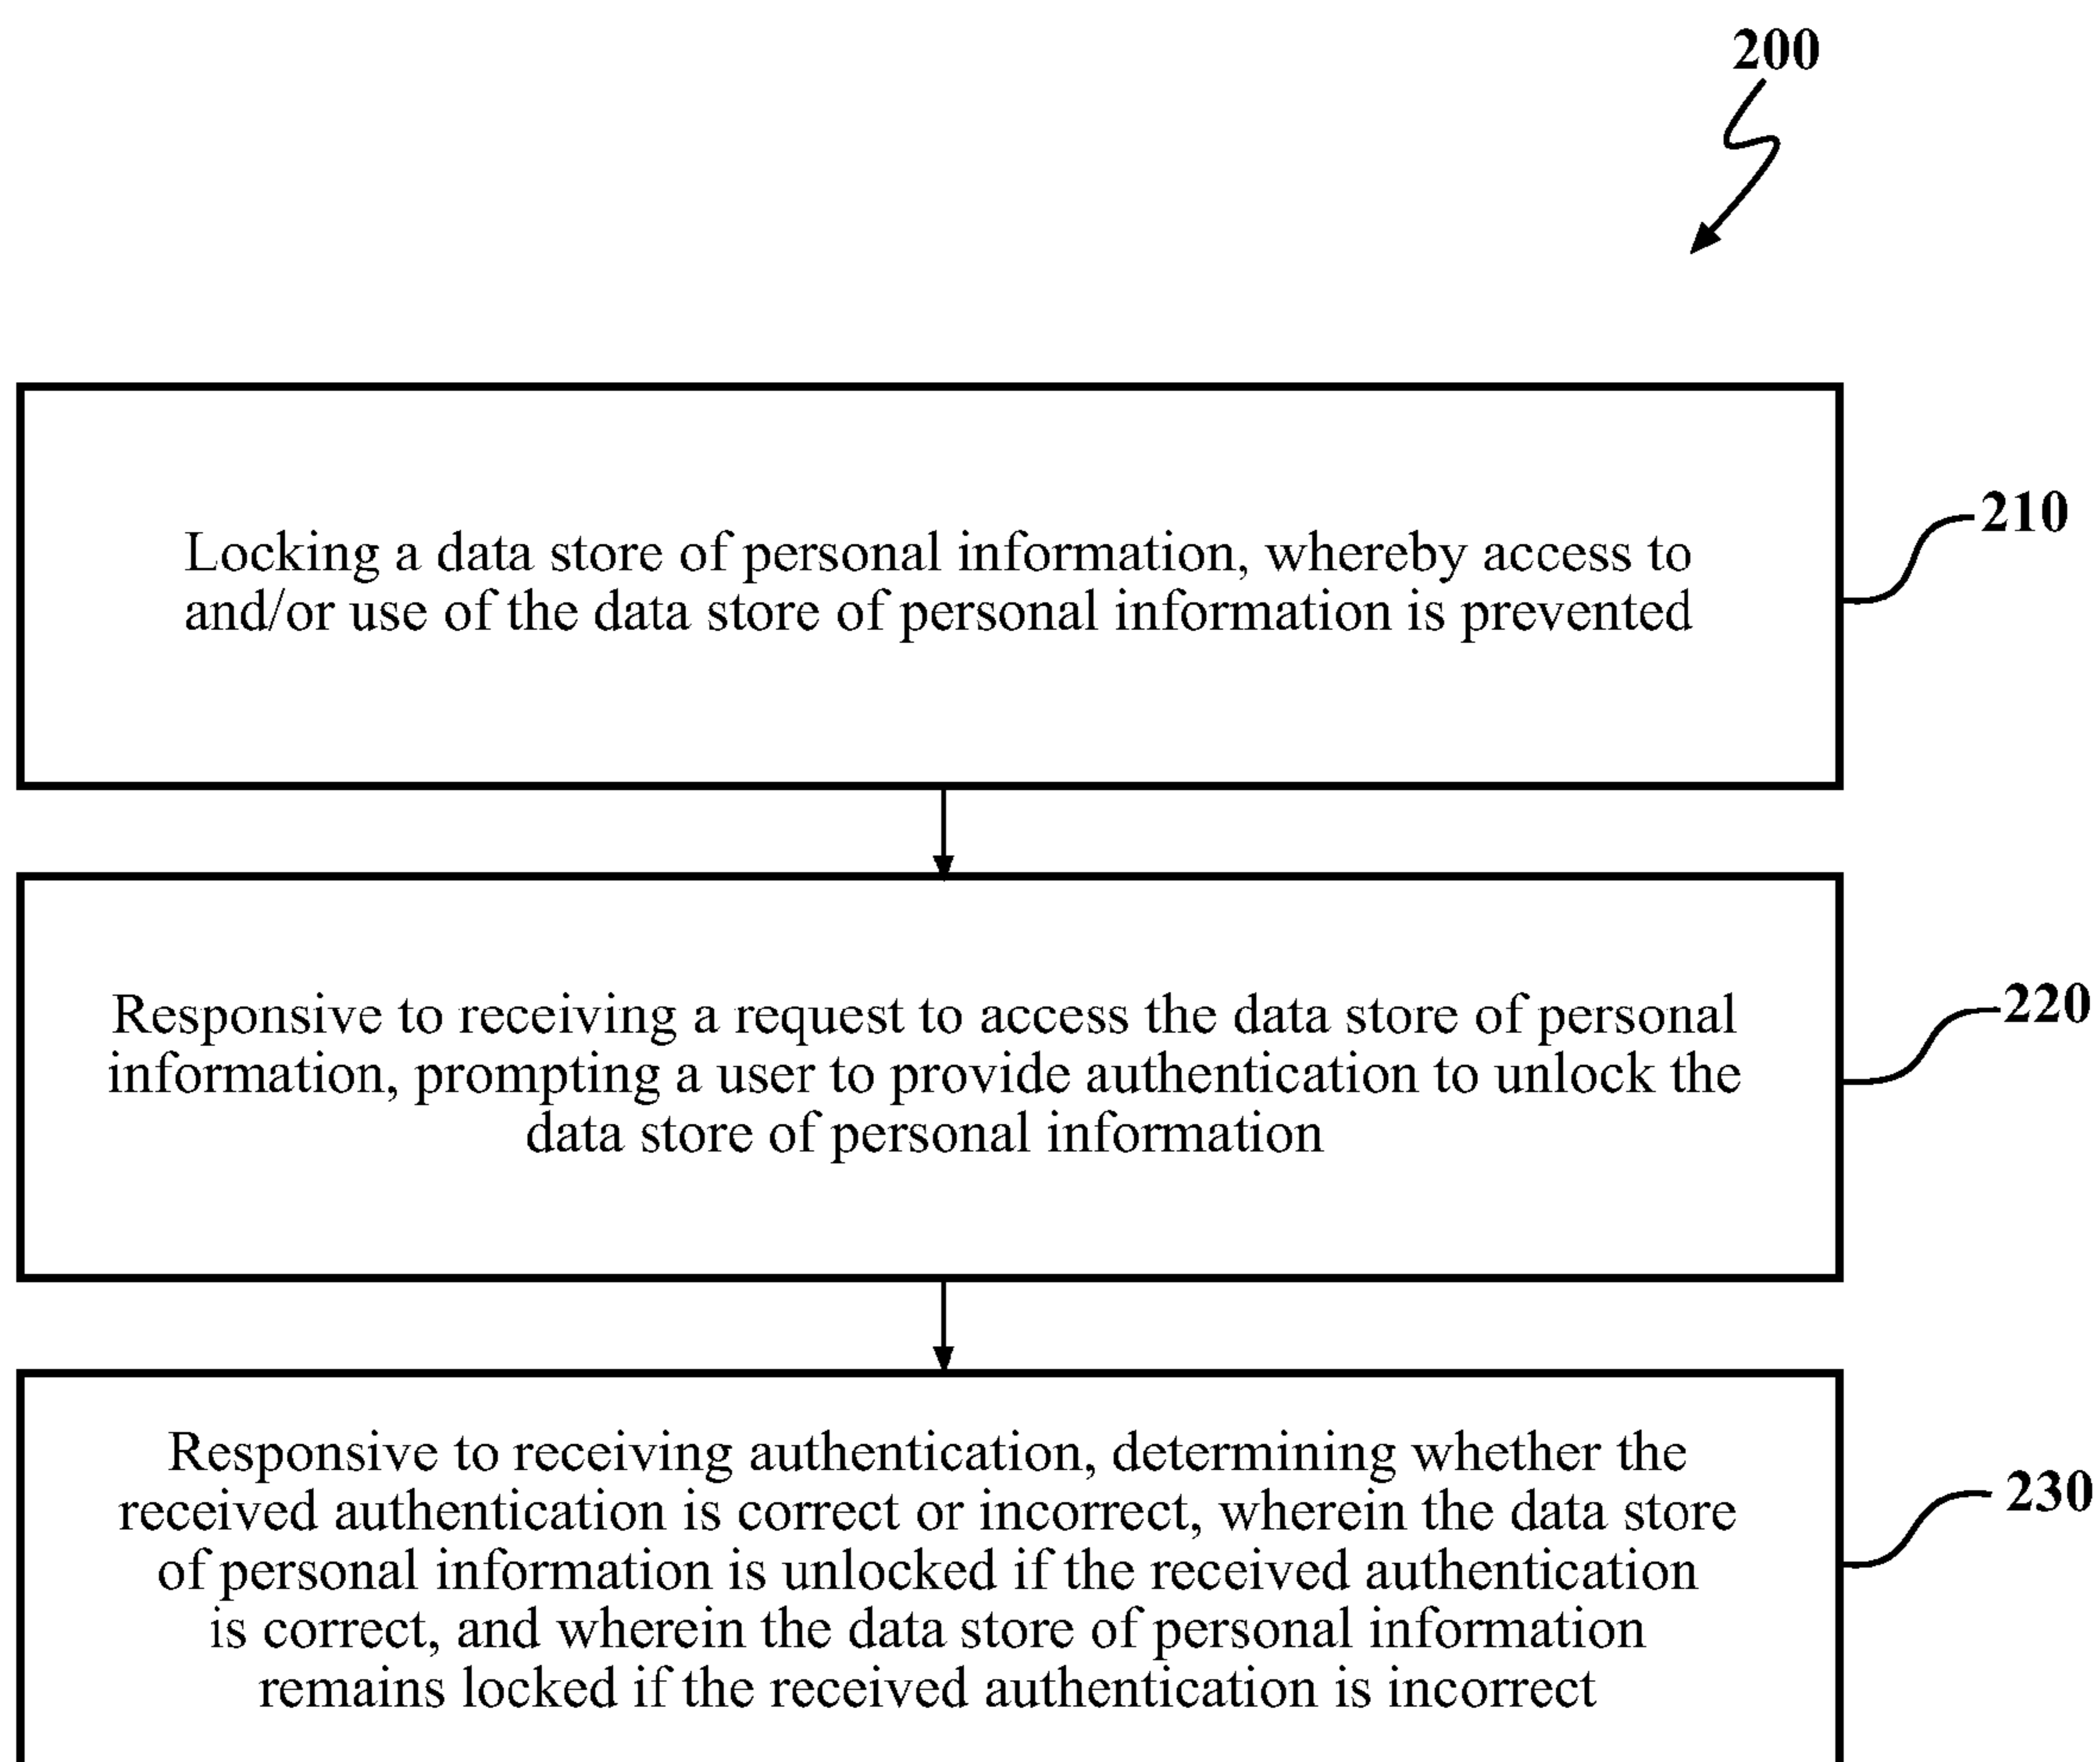 200
Locking a data store of personal information, whereby access to
and/or use of the data store of personal information is prevented
210
Responsive to receiving a request to access the data store of personal
information, prompting a user to provide authentication to unlock the
data store of personal information
220
Responsive to receiving authentication, determining whether the
received authentication is correct or incorrect, wherein the data store
of personal information is unlocked if the received authentication
is correct, and wherein the data store of personal information
remains locked if the received authentication is incorrect
230